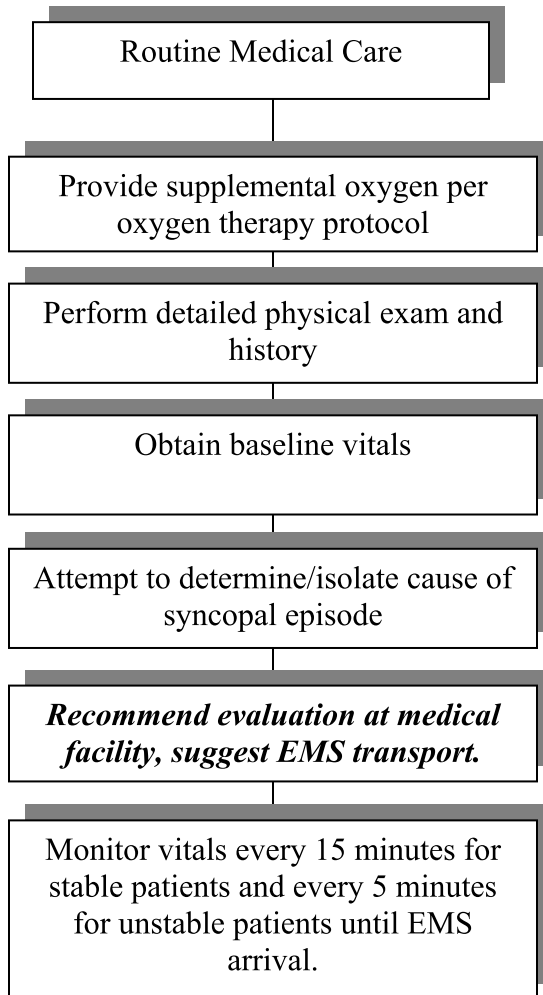 Routine Medical Care
Provide supplemental oxygen per
oxygen therapy protocol
Perform detailed physical exam and
history
Obtain baseline vitals
Attempt to determine/isolate cause of
syncopal episode
Recommend evaluation at medical
facility, suggest EMS transport.
Monitor vitals every 15 minutes for
stable patients and every 5 minutes
for unstable patients until EMS
arrival.